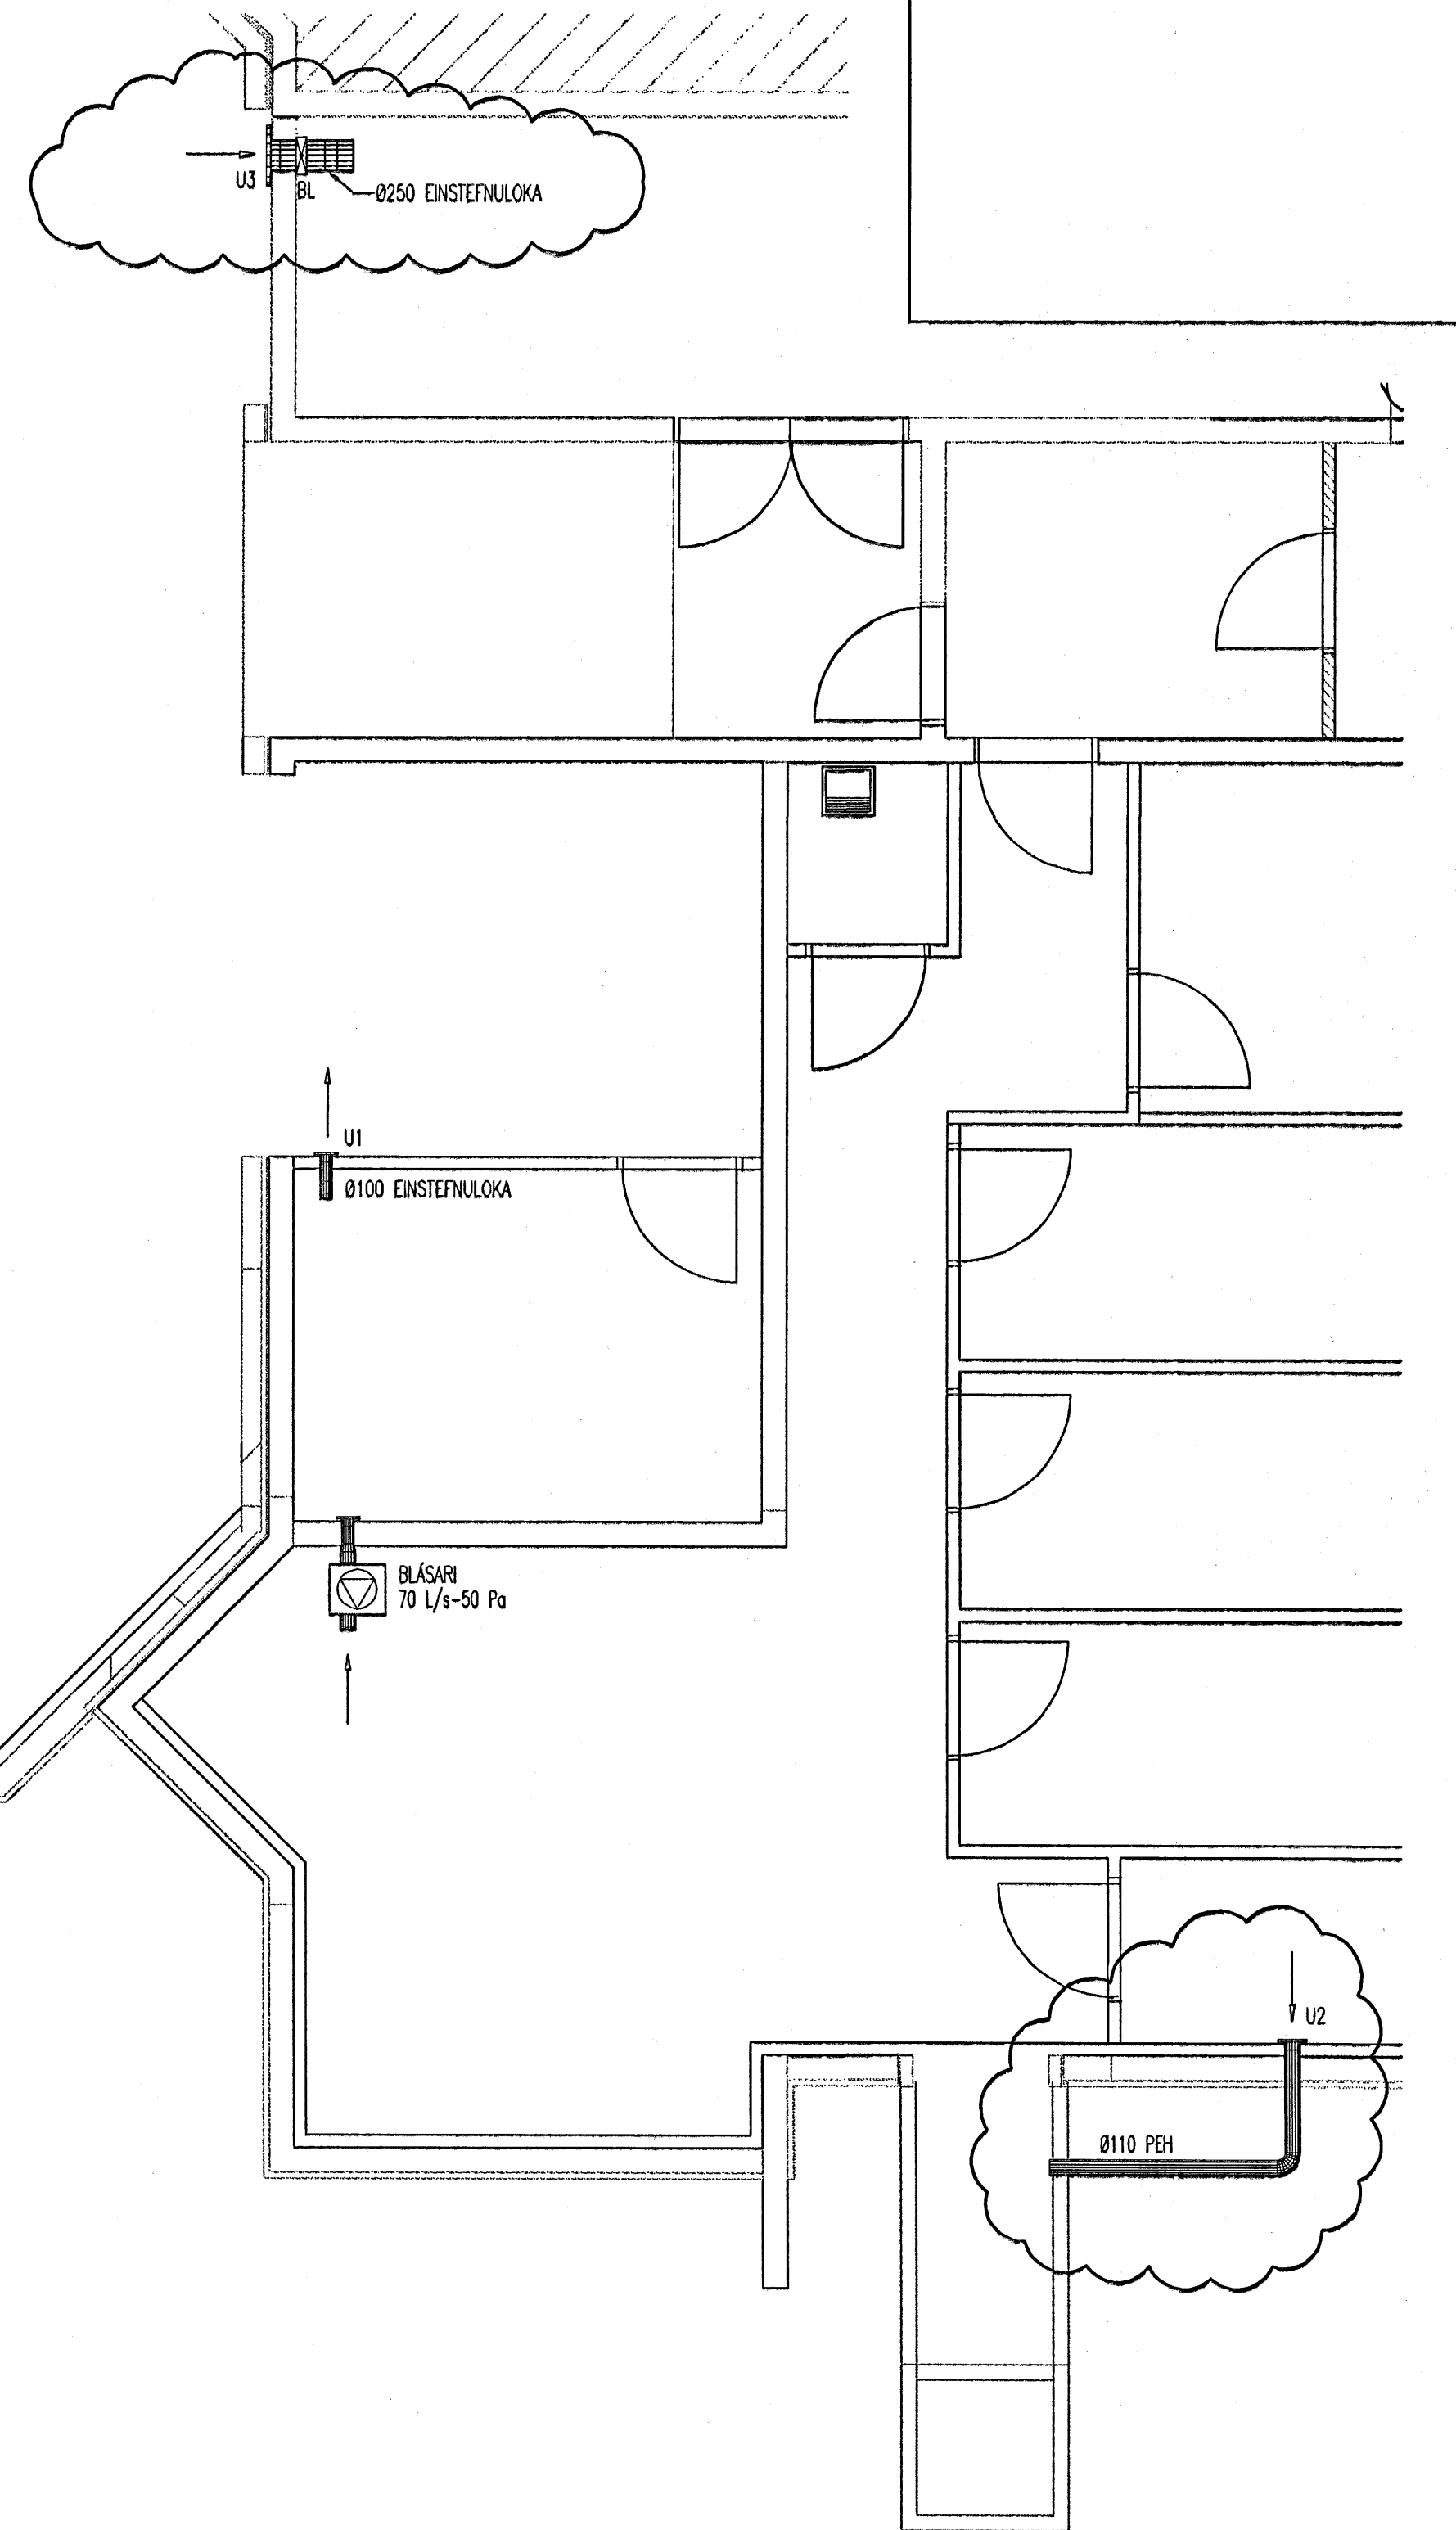 U3
BL
Ø250 EINSTEFNULOKA
U1
Ø100 EINSTEFNULOKA
BLÁSARI
70 L/s-50 Pa
U2
Ø110 PEH